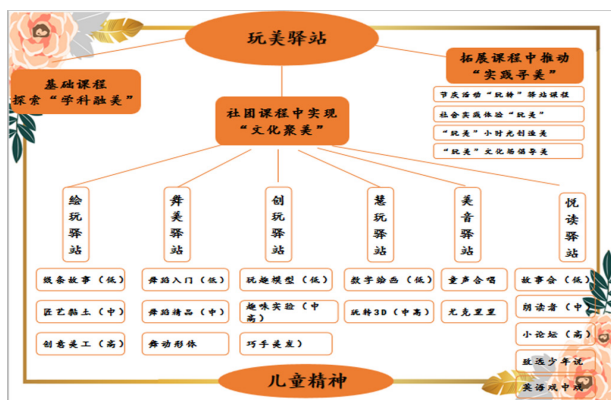 玩美驿站
基础课程
探索“学科融美”
社团课程中实现
“文化聚美”
拓展课程中推动
“实践寻美”
节庆活动“玩转”驿站课程
社会实践体验“玩美”
“玩美”小时光创造美
“玩美”文化场倡导美
绘玩驿站
舞美驿站
创玩驿站
慧玩驿站
美音驿站
悦读驿站
纸条故事（低）
舞蹈入门（低）
玩趣模型（低）
数字绘画（低）
童声合唱
故事会（低）
匠艺黏土（中）
舞蹈精品（中）
趣味实验（中
高）
玩转3D（中高）
尤克里里
朗读者（中
创意美工（高）
舞动形体
巧手美发）
小论坛（高）
致远少年说
英语戏中戏
儿童精神